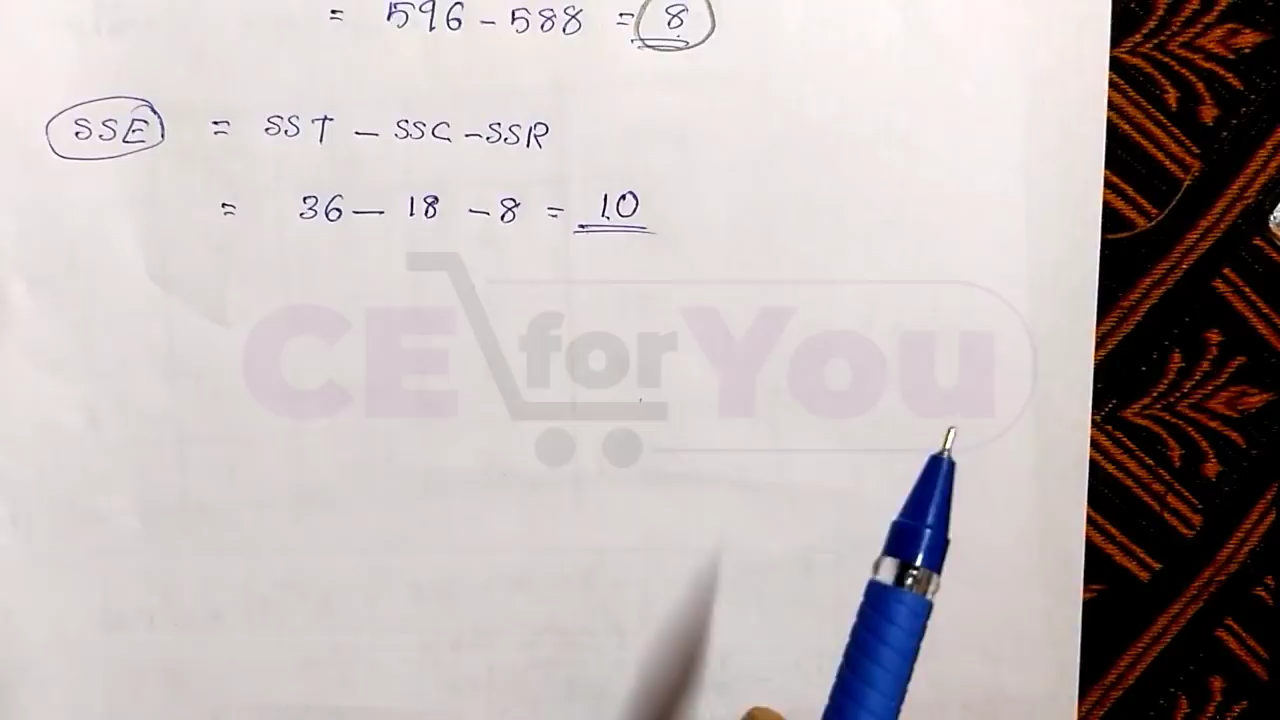 = 596 - 588 = 8
SSE = SST - SSC - SSR
= 36 - 18 - 8 = 10
CE for You